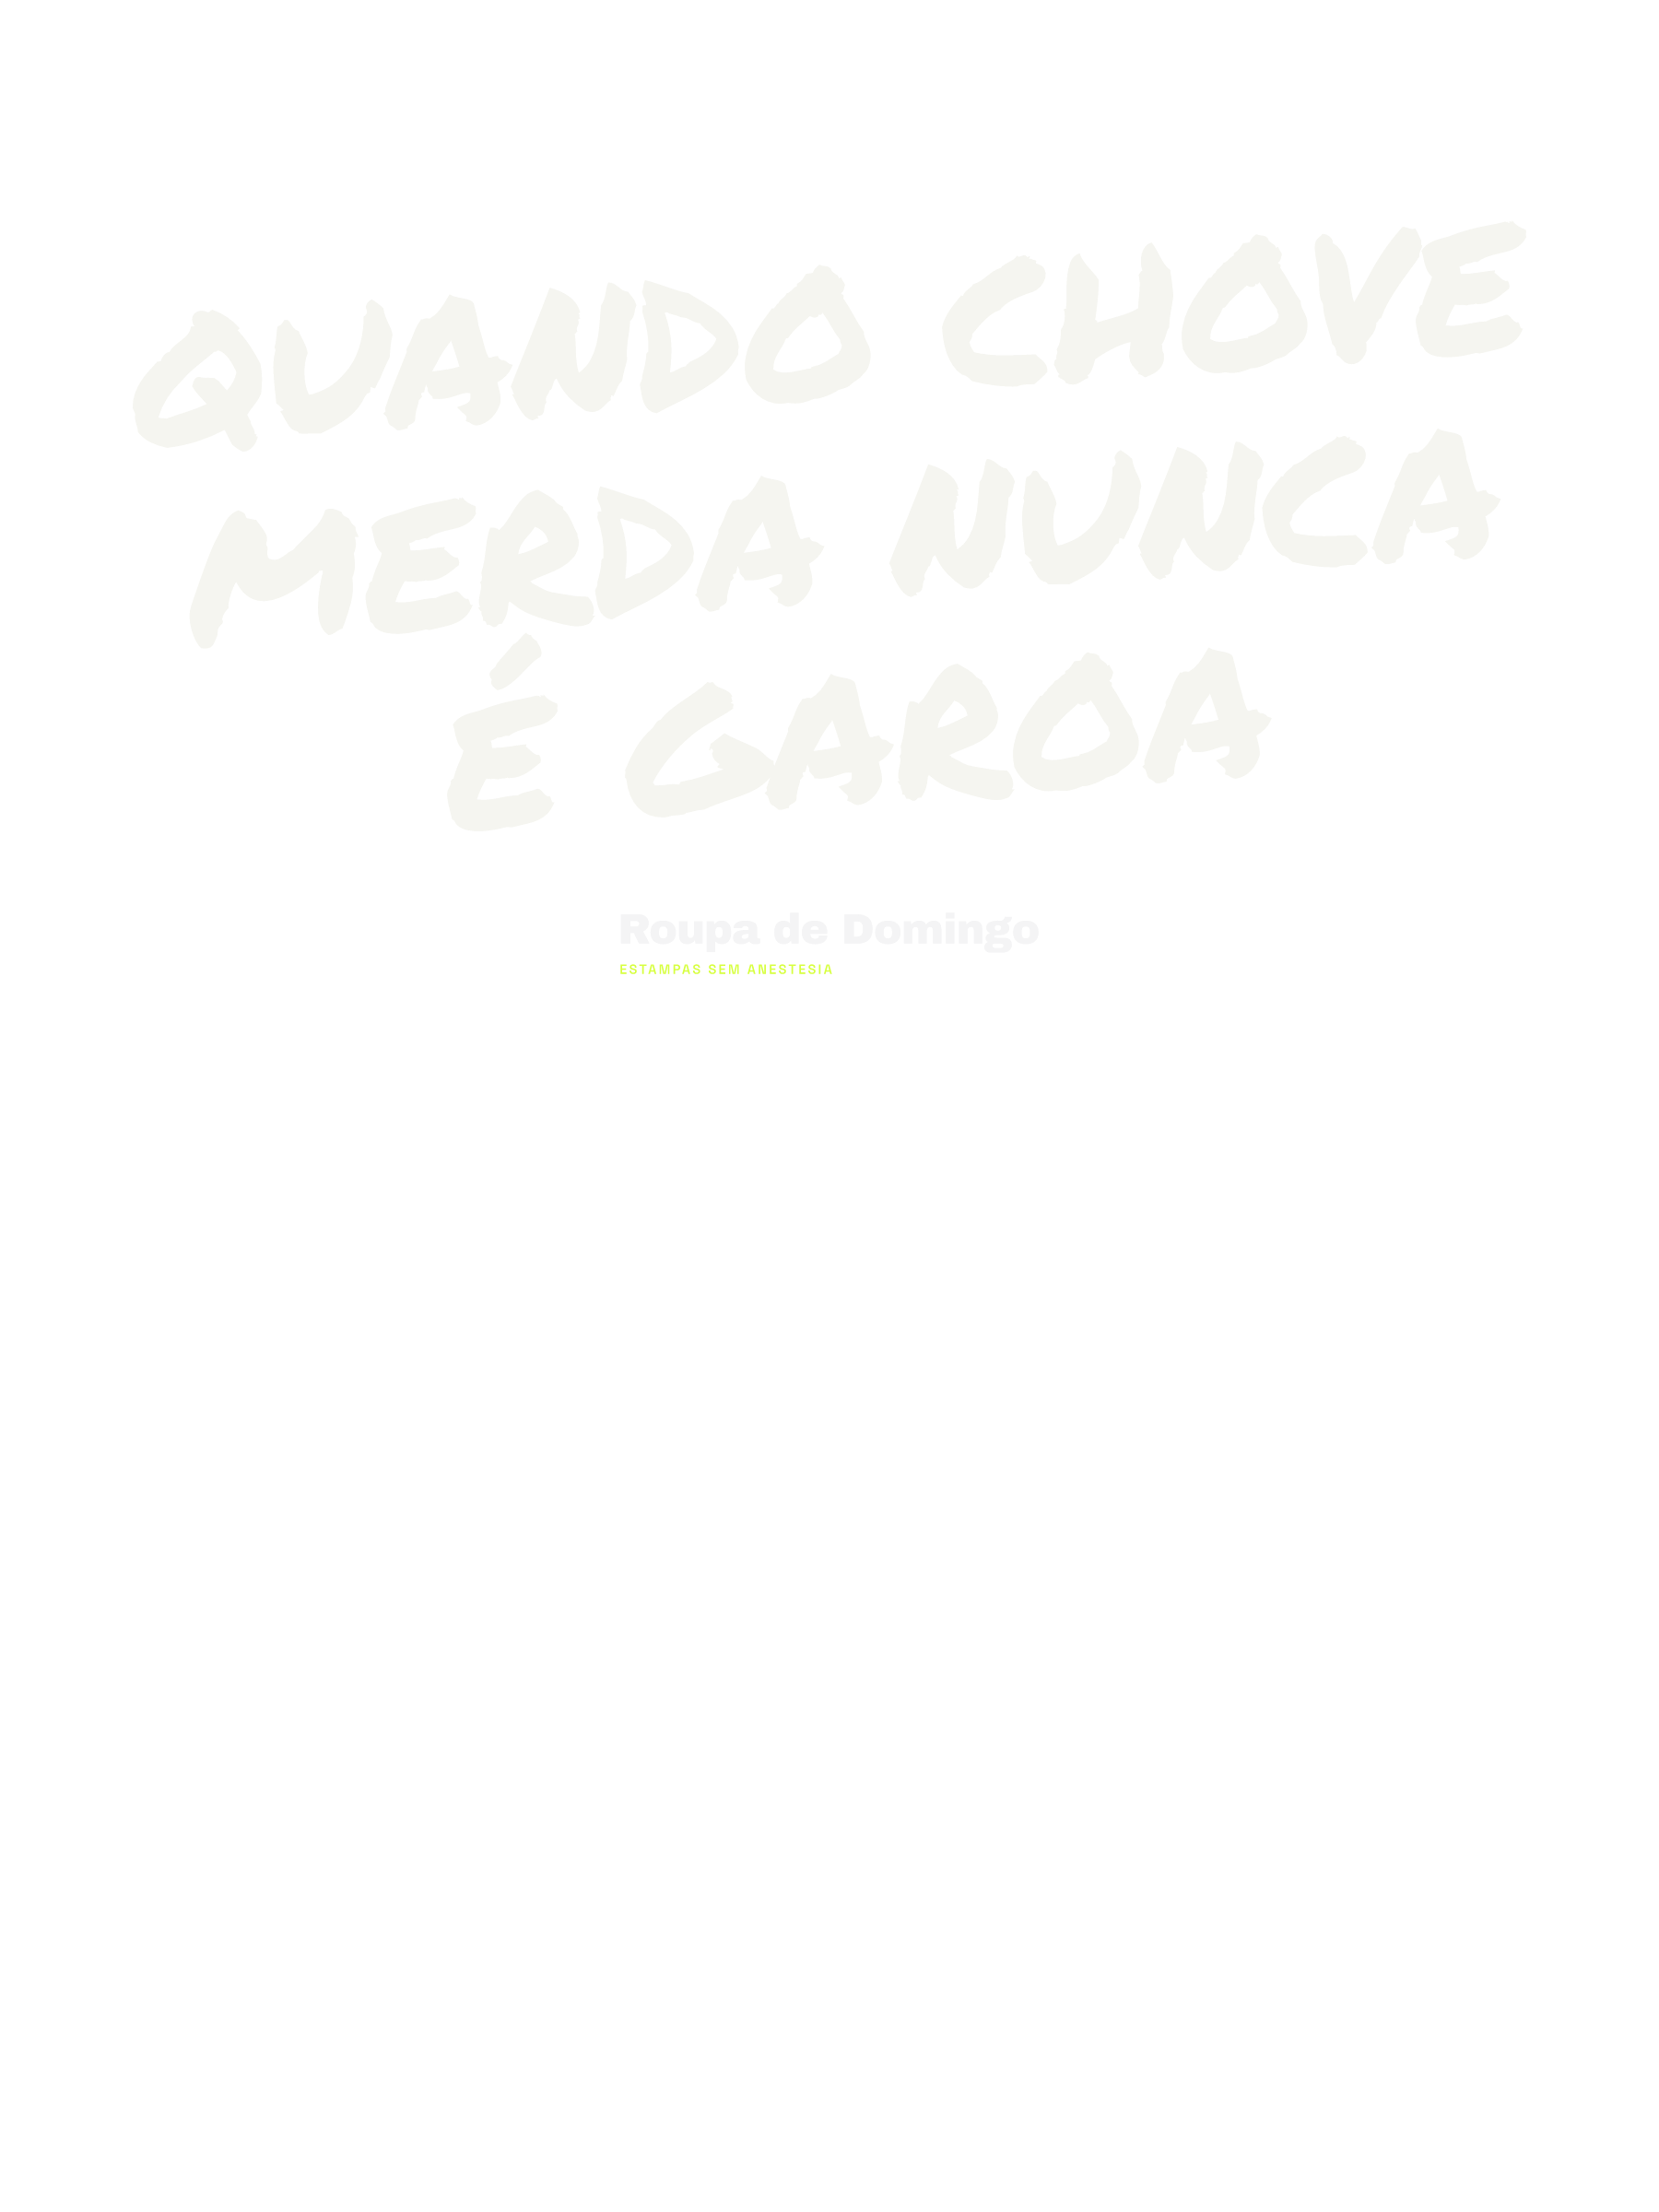 QUANDO CHOVE
MERDA NUNCA
É GAROA
Roupa de Domingo
ESTAMPAS SEM ANESTESIA